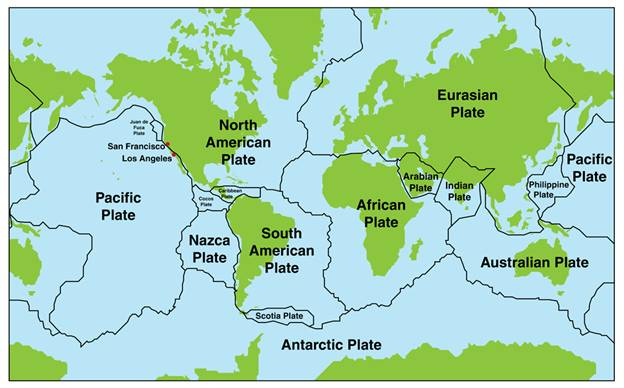 Eurasian
Plate
Juan de
Fuca
Plate
North
American
Plate
San Francisco
Los Angeles
Pacific
Plate
Arabian
Plate
Indian
Plate
Philippine
Plate
Pacific
Plate
Caribbean
Plate
Cocos
Plate
African
Plate
Nazca
Plate
South
American
Plate
Australian Plate
Scotia Plate
Antarctic Plate